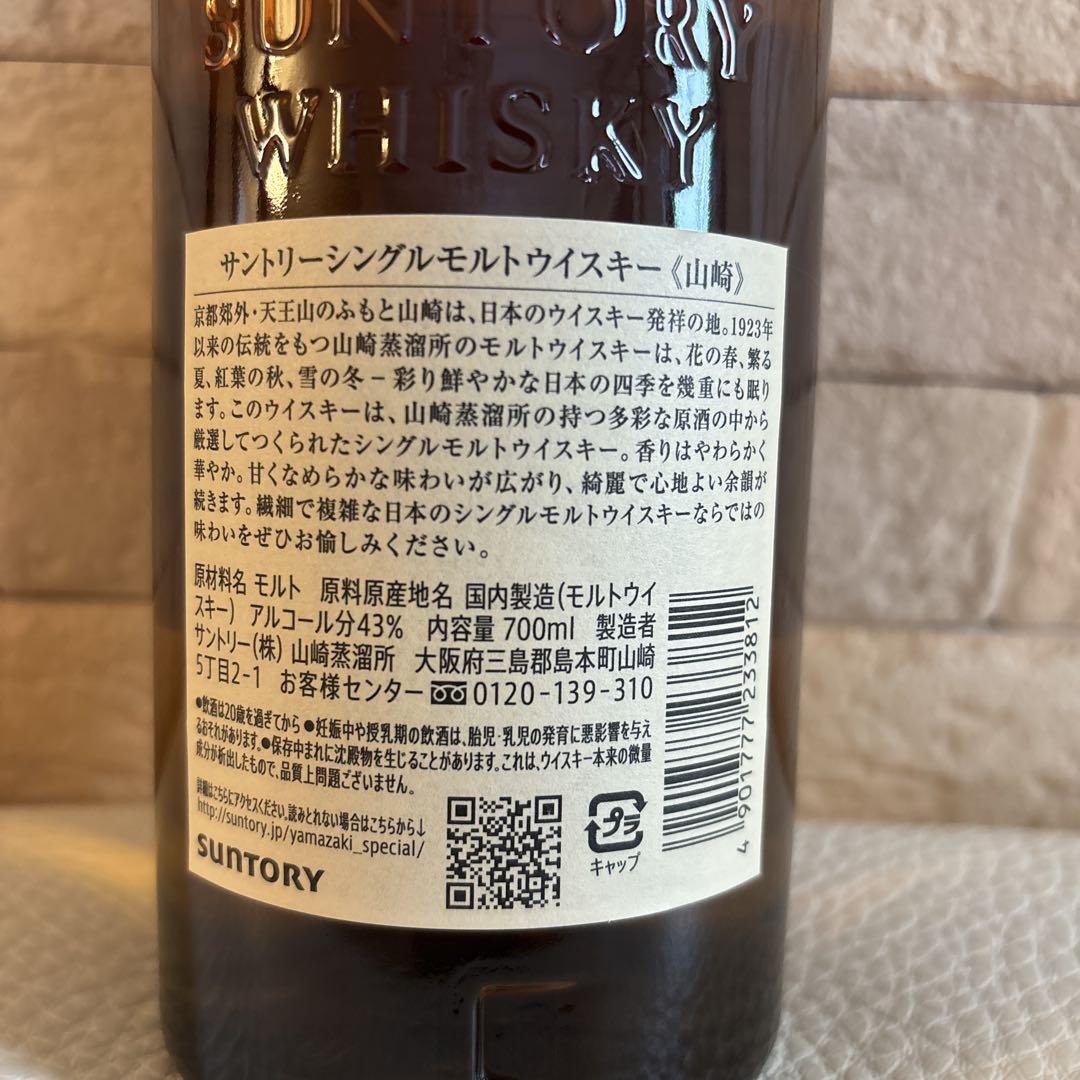 SUNTORY
WHISKY
サントリーシングルモルトウイスキー《山崎》
京都郊外・天王山のふもと山崎は、日本のウイスキー発祥の地。1923年
以来の伝統をもつ山崎蒸溜所のモルトウイスキーは、花の春、繁る
夏、紅葉の秋、雪の冬－彩り鮮やかな日本の四季を幾重にも眠り
ます。このウイスキーは、山崎蒸溜所の持つ多彩な原酒の中から
厳選してつくられたシングルモルトウイスキー。香りはやわらかく
華やか。甘くなめらかな味わいが広がり、綺麗で心地よい余韻が
続きます。繊細で複雑な日本のシングルモルトウイスキーならではの
味わいをぜひお愉しみください。
原材料名 モルト 原料原産地名 国内製造(モルトウイ
スキー) アルコール分43% 内容量 700ml 製造者
サントリー(株) 山崎蒸溜所 大阪府三島郡島本町山崎
5丁目2-1 お客様センター 0120-139-310
●飲酒は20歳を過ぎてから ●妊娠中や授乳期の飲酒は、胎児・乳児の発育に悪影響を与え
るおそれがあります。●保存中まれに沈殿物を生じることがあります。これは、ウイスキー本来の微量
成分が析出したもので、品質上問題ございません。
詳細はこちらにアクセスください。読みとれない場合はこちらから↓
http://suntory.jp/yamazaki_special/
SUNTORY
プラ
キャップ
4 901777 233812